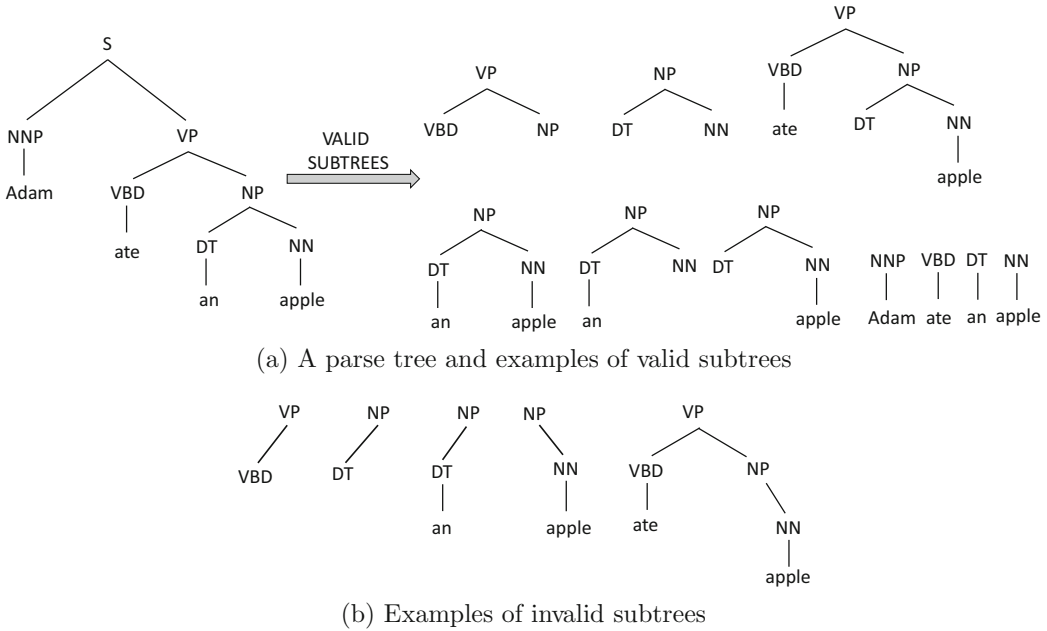 S
NNP VP
Adam VBD NP
ate DT NN
an apple
VALID
SUBTREES
VP
VBD NP
NP
DT NN
VP
VBD NP
ate DT NN
apple
NP
DT NN
an apple
NP
DT NN
an
NP
DT NN
apple
NNP VBD DT NN
Adam ate an apple
(a) A parse tree and examples of valid subtrees
VP
VBD
NP
DT
NP
DT
an
NP
NN
apple
VP
VBD NP
ate NN
apple
(b) Examples of invalid subtrees